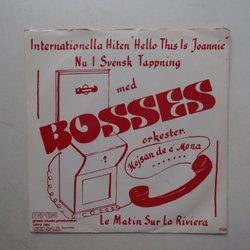 Internationella Hiten "Hello This Is Joannie"
Nu I Svensk Tappning
med
BOSSES
orkester.
Hejsan de e' Mona
Le Matin Sur La Riviera